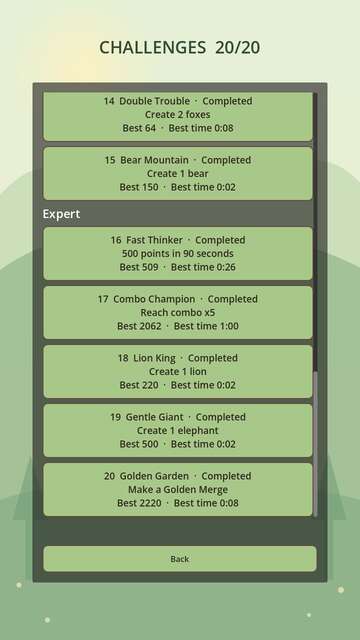 CHALLENGES 20/20
14 Double Trouble · Completed
Create 2 foxes
Best 64 · Best time 0:08
15 Bear Mountain · Completed
Create 1 bear
Best 150 · Best time 0:02
Expert
16 Fast Thinker · Completed
500 points in 90 seconds
Best 509 · Best time 0:26
17 Combo Champion · Completed
Reach combo x5
Best 2062 · Best time 1:00
18 Lion King · Completed
Create 1 lion
Best 220 · Best time 0:02
19 Gentle Giant · Completed
Create 1 elephant
Best 500 · Best time 0:02
20 Golden Garden · Completed
Make a Golden Merge
Best 2220 · Best time 0:08
Back